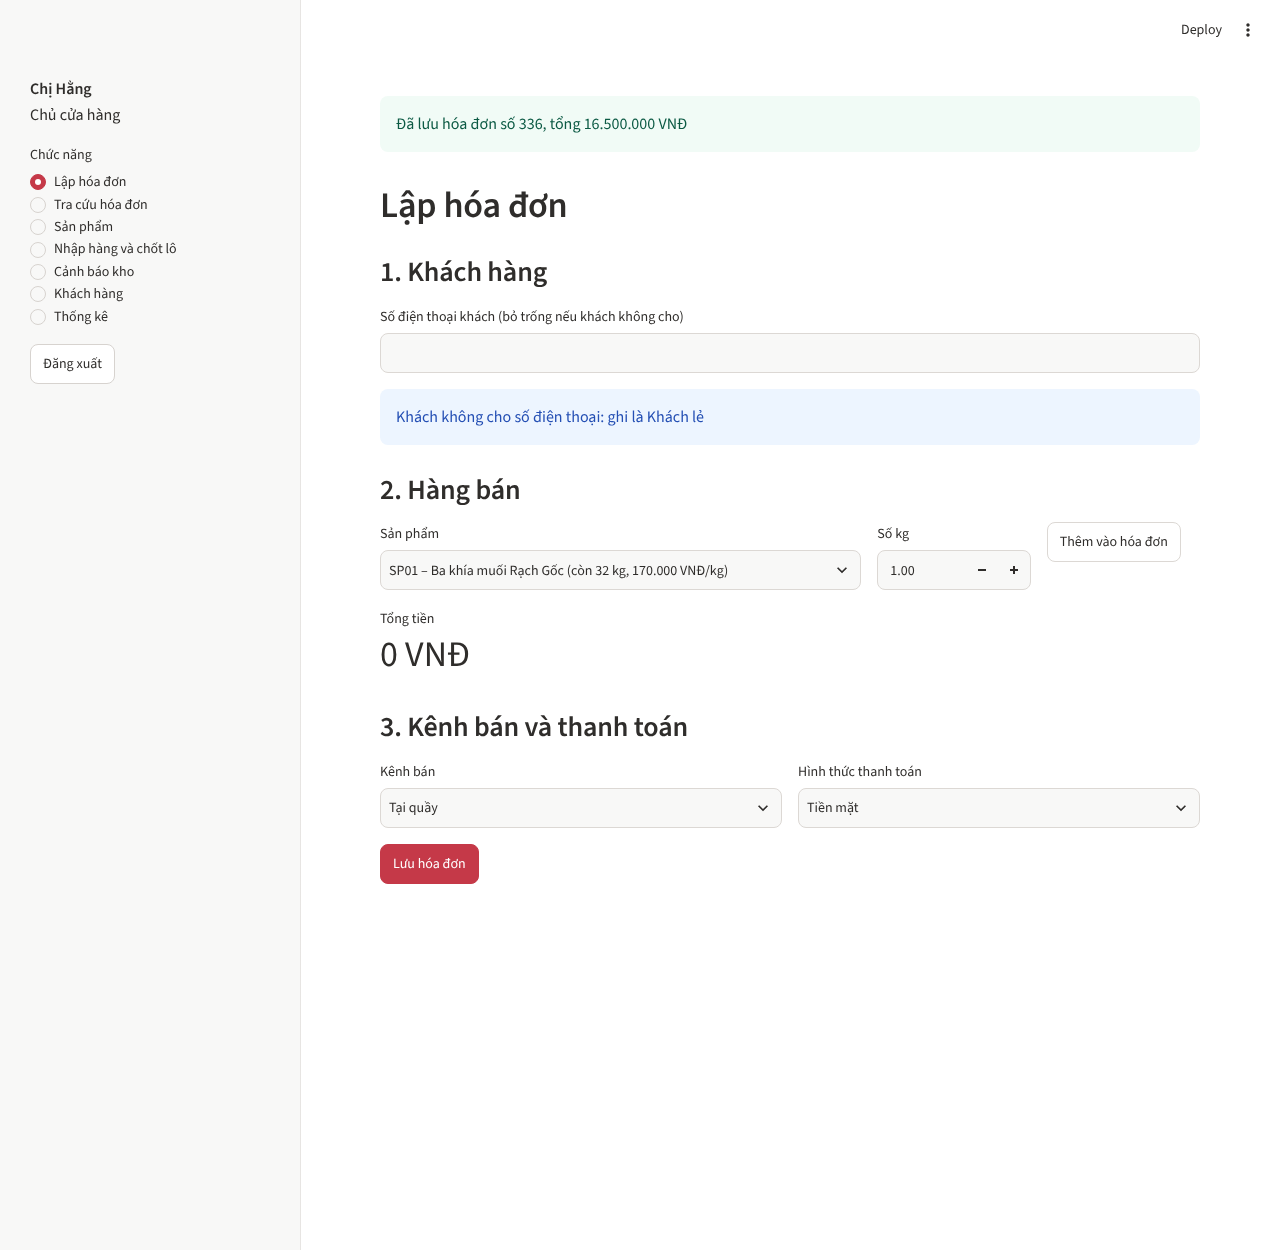 Deploy
Chị Hằng
Chủ cửa hàng
Chức năng
Lập hóa đơn
Tra cứu hóa đơn
Sản phẩm
Nhập hàng và chốt lô
Cảnh báo kho
Khách hàng
Thống kê
Đăng xuất
Đã lưu hóa đơn số 336, tổng 16.500.000 VNĐ
Lập hóa đơn
1. Khách hàng
Số điện thoại khách (bỏ trống nếu khách không cho)
Khách không cho số điện thoại: ghi là Khách lẻ
2. Hàng bán
Sản phẩm
Số kg
Thêm vào hóa đơn
SP01 – Ba khía muối Rạch Gốc (còn 32 kg, 170.000 VNĐ/kg)
1.00
Tổng tiền
0 VNĐ
3. Kênh bán và thanh toán
Kênh bán
Hình thức thanh toán
Tại quầy
Tiền mặt
Lưu hóa đơn